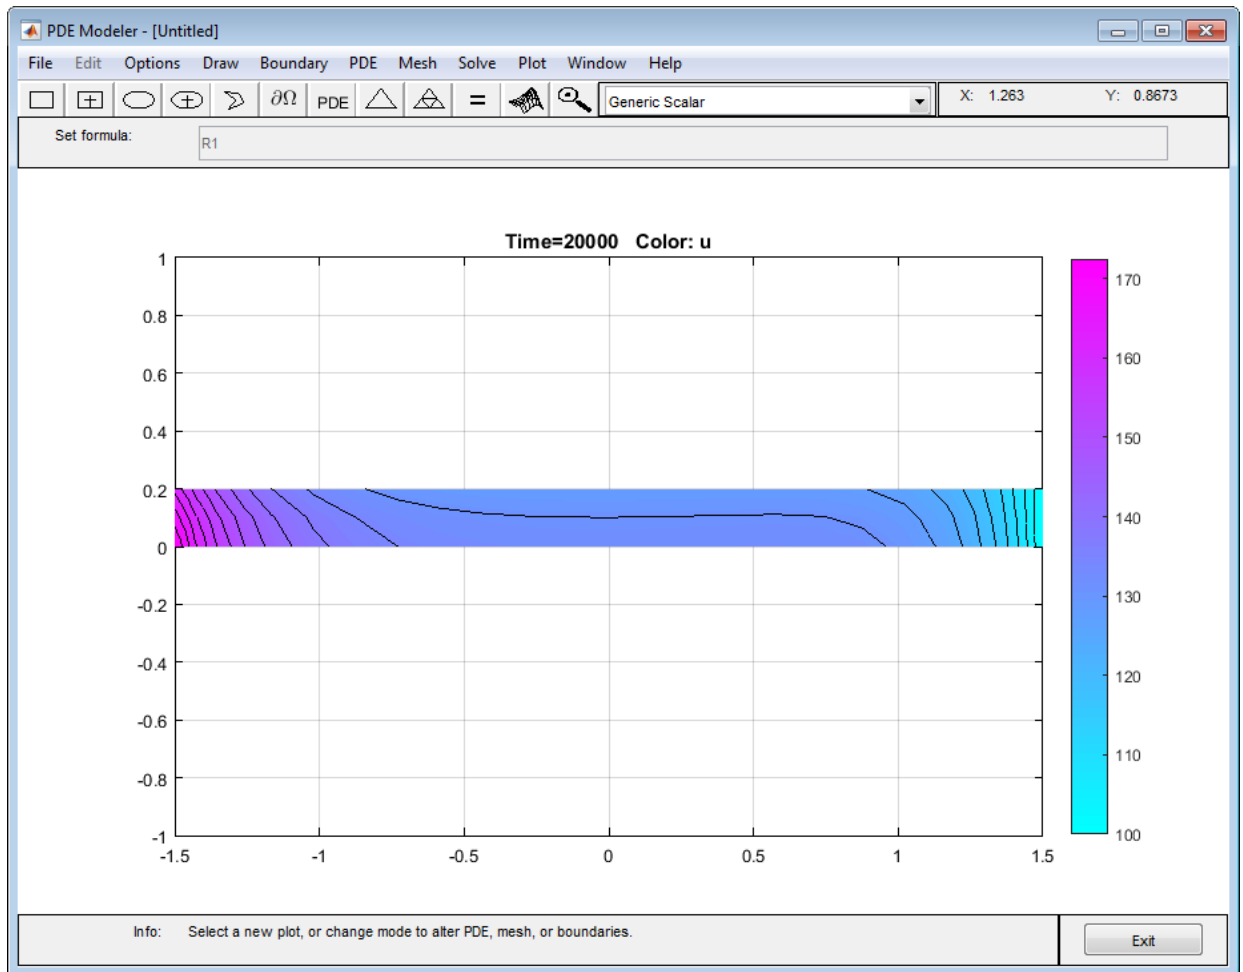 PDE Modeler - [Untitled]
File Edit Options Draw Boundary PDE Mesh Solve Plot Window Help
∂Ω PDE = Generic Scalar X: 1.263 Y: 0.8673
Set formula: R1
Time=20000 Color: u
1
0.8
0.6
0.4
0.2
0
-0.2
-0.4
-0.6
-0.8
-1
-1.5 -1 -0.5 0 0.5 1 1.5
170
160
150
140
130
120
110
100
Info: Select a new plot, or change mode to alter PDE, mesh, or boundaries.
Exit